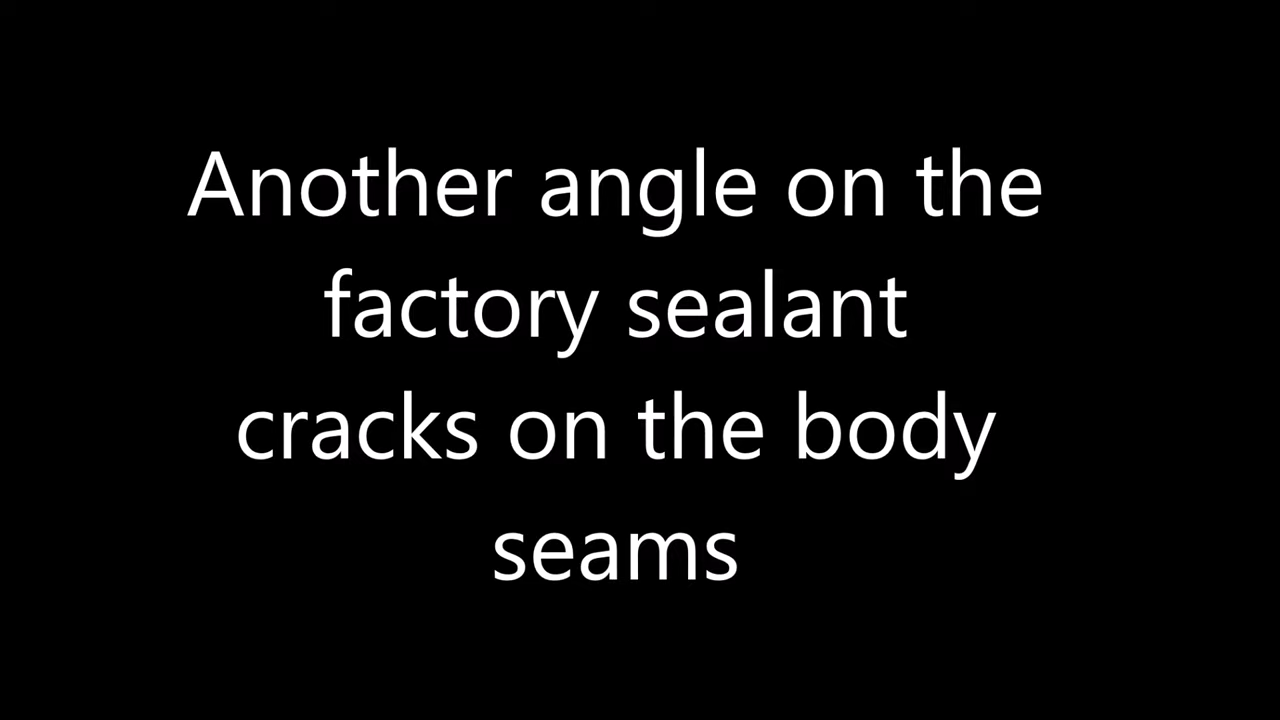 Another angle on the
factory sealant
cracks on the body
seams